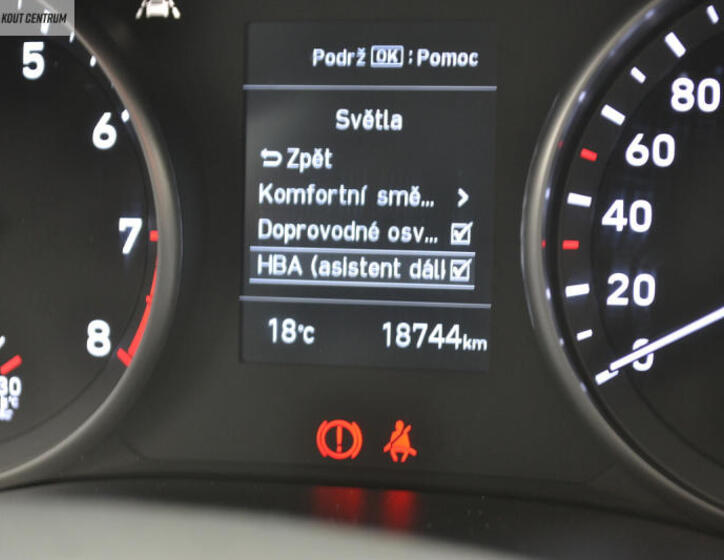 KOUT CENTRUM
Podrž OK : Pomoc
Světla
Zpět
Komfortní smě...
Doprovodné osv...
HBA (asistent dál
18°C 18744km
5
6
7
8
80
60
40
20
0